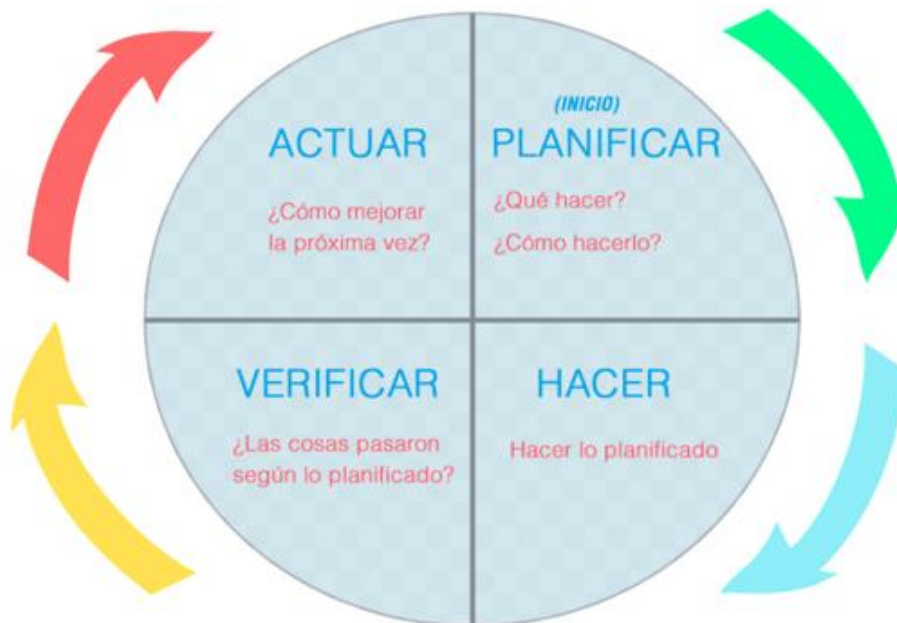 ACTUAR
¿Cómo mejorar
la próxima vez?
(INICIO)
PLANIFICAR
¿Qué hacer?
¿Cómo hacerlo?
VERIFICAR
¿Las cosas pasaron
según lo planificado?
HACER
Hacer lo planificado